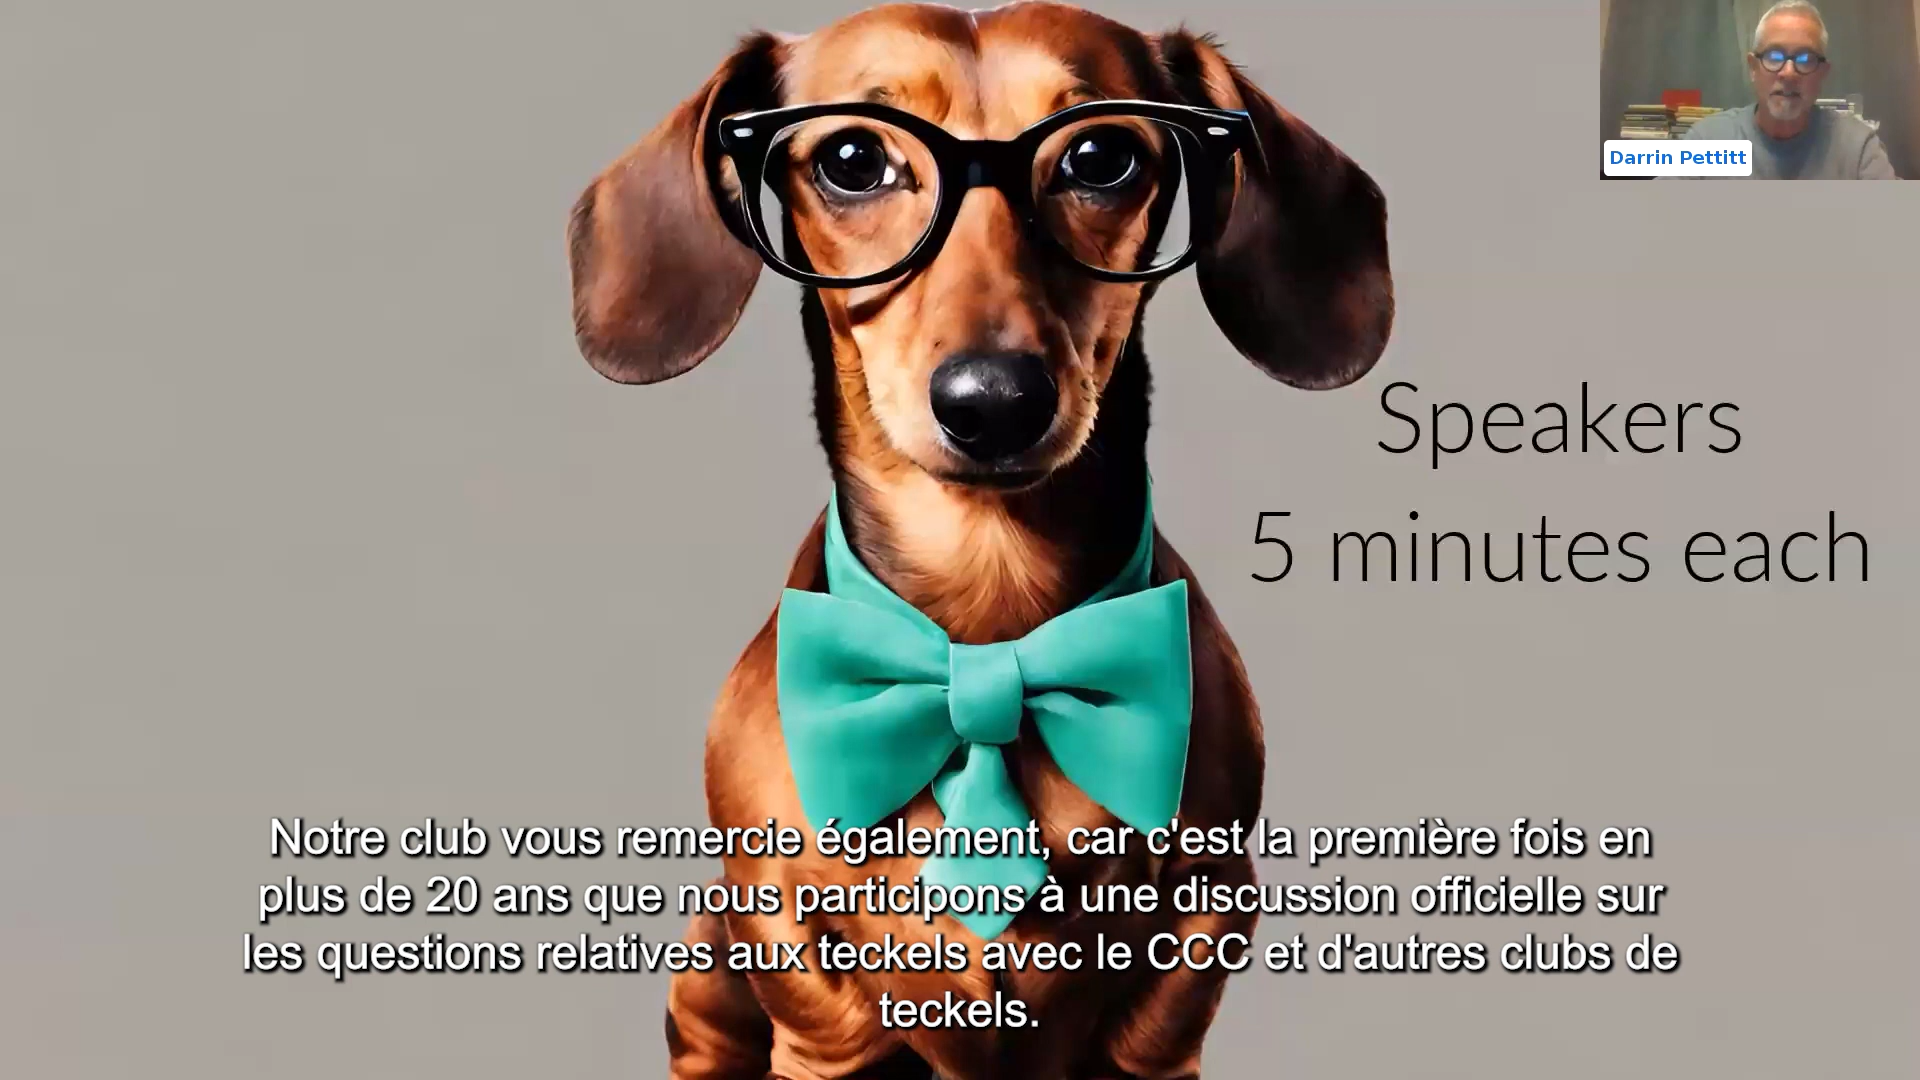 Darrin Pettitt
Speakers
5 minutes each
Notre club vous remercie également, car c'est la première fois en
plus de 20 ans que nous participons à une discussion officielle sur
les questions relatives aux teckels avec le CCC et d'autres clubs de
teckels.